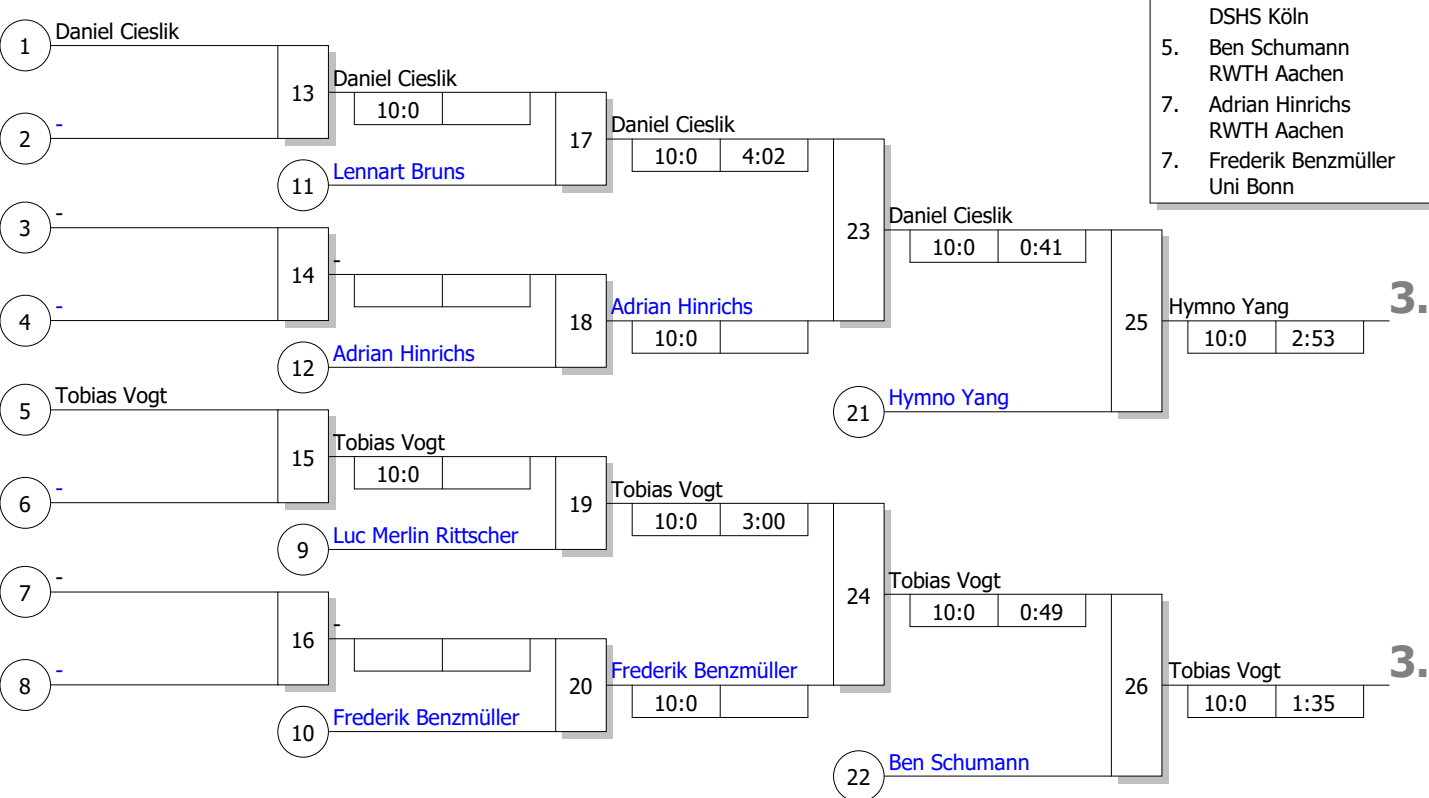 DSHS Köln
5. Ben Schumann
RWTH Aachen
7. Adrian Hinrichs
RWTH Aachen
7. Frederik Benzmüller
Uni Bonn
1 Daniel Cieslik
2 -
13 Daniel Cieslik
10:0
11 Lennart Bruns
17 Daniel Cieslik
10:0 4:02
3 -
4 -
14 -
12 Adrian Hinrichs
18 Adrian Hinrichs
10:0
23 Daniel Cieslik
10:0 0:41
21 Hymno Yang
25 Hymno Yang 3.
10:0 2:53
5 Tobias Vogt
6 -
15 Tobias Vogt
10:0
9 Luc Merlin Rittscher
19 Tobias Vogt
10:0 3:00
7 -
8 -
16 -
10 Frederik Benzmüller
20 Frederik Benzmüller
10:0
24 Tobias Vogt
10:0 0:49
22 Ben Schumann
26 Tobias Vogt 3.
10:0 1:35